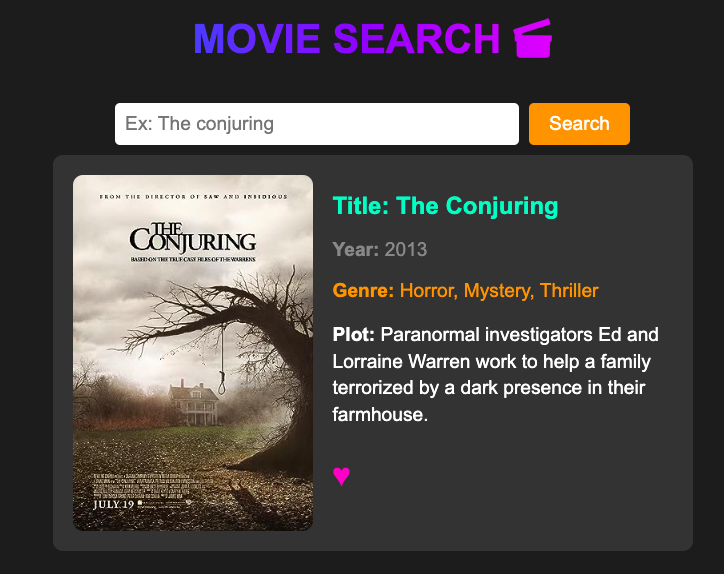 MOVIE SEARCH
Ex: The conjuring
Search
FROM THE DIRECTOR OF SAW AND INSIDIOUS
THE
CONJURING
BASED ON THE TRUE CASE FILES OF THE WARRENS
JULY 19
Title: The Conjuring
Year: 2013
Genre: Horror, Mystery, Thriller
Plot: Paranormal investigators Ed and
Lorraine Warren work to help a family
terrorized by a dark presence in their
farmhouse.